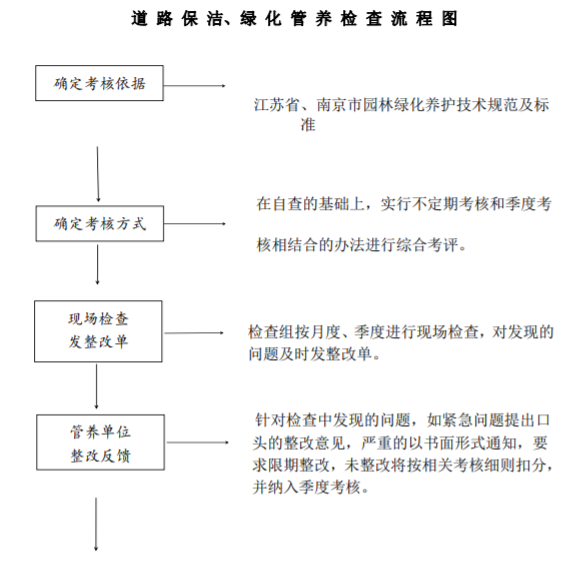 道路保洁、绿化管养检查流程图
确定考核依据
江苏省、南京市园林绿化养护技术规范及标
准
确定考核方式
在自查的基础上，实行不定期考核和季度考
核相结合的办法进行综合考评。
现场检查
发整改单
检查组按月度、季度进行现场检查，对发现的
问题及时发整改单。
管养单位
整改反馈
针对检查中发现的问题，如紧急问题提出口
头的整改意见，严重的以书面形式通知，要
求限期整改，未整改将按相关考核细则扣分，
并纳入季度考核。